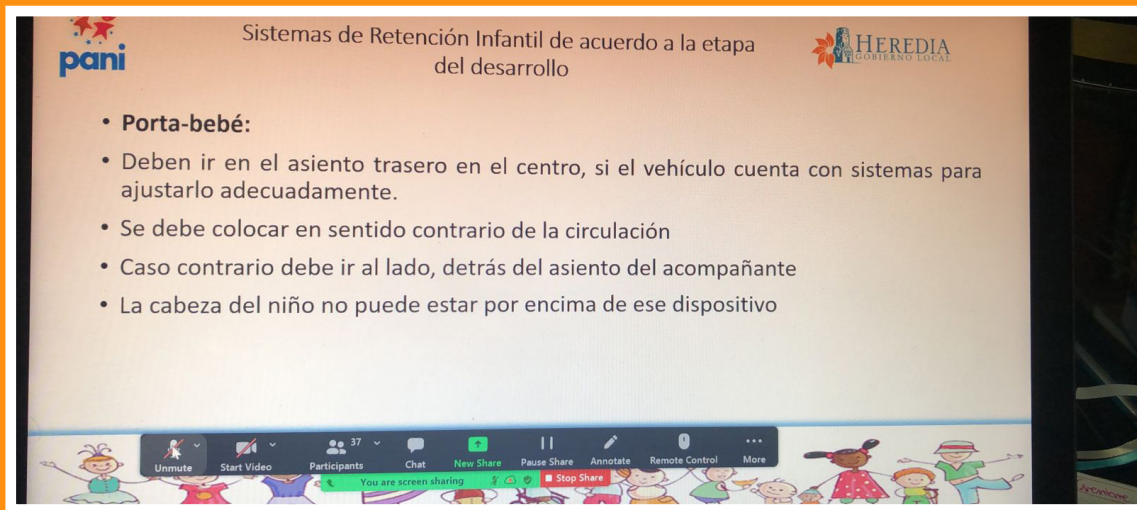 pani
Sistemas de Retención Infantil de acuerdo a la etapa
del desarrollo
HEREDIA
GOBIERNO LOCAL
• Porta-bebé:
• Deben ir en el asiento trasero en el centro, si el vehículo cuenta con sistemas para
ajustarlo adecuadamente.
• Se debe colocar en sentido contrario de la circulación
• Caso contrario debe ir al lado, detrás del asiento del acompañante
• La cabeza del niño no puede estar por encima de ese dispositivo
37
Unmute Start Video Participants Chat New Share Pause Share Annotate Remote Control More
You are screen sharing Stop Share